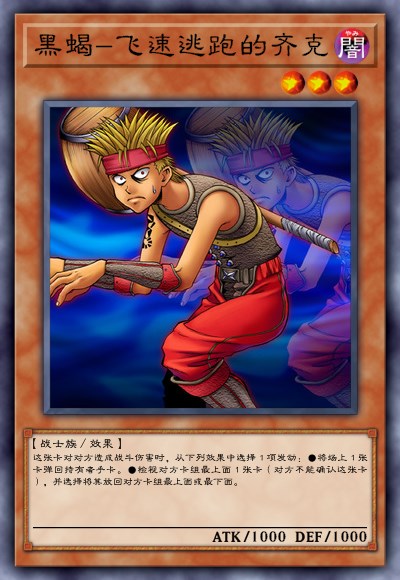 黑蝎-飞速逃跑的齐克
やみ
闇
【战士族/效果】
这张卡对对方造成战斗伤害时，从下列效果中选择1项发动：●将场上1张
卡弹回持有者手卡。●检视对方卡组最上面1张卡（对方不能确认这张卡
），并选择将其放回对方卡组最上面或最下面。
ATK/1000 DEF/1000